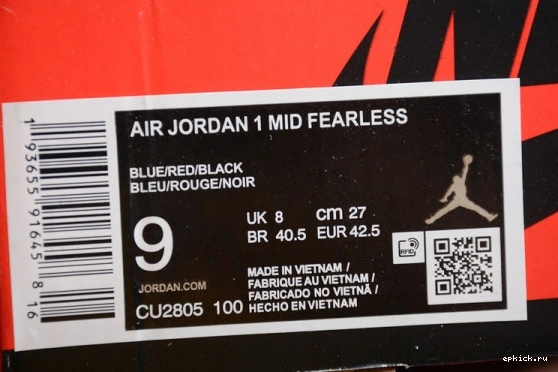 AIR JORDAN 1 MID FEARLESS
BLUE/RED/BLACK
BLEU/ROUGE/NOIR
9
UK 8 cm 27
BR 40.5 EUR 42.5
JORDAN.COM
CU2805 100
RFID
MADE IN VIETNAM /
FABRIQUE AU VIETNAM /
FABRICADO NO VIETNÃ /
HECHO EN VIETNAM
1 93655 91645 8 16
epkick.ru